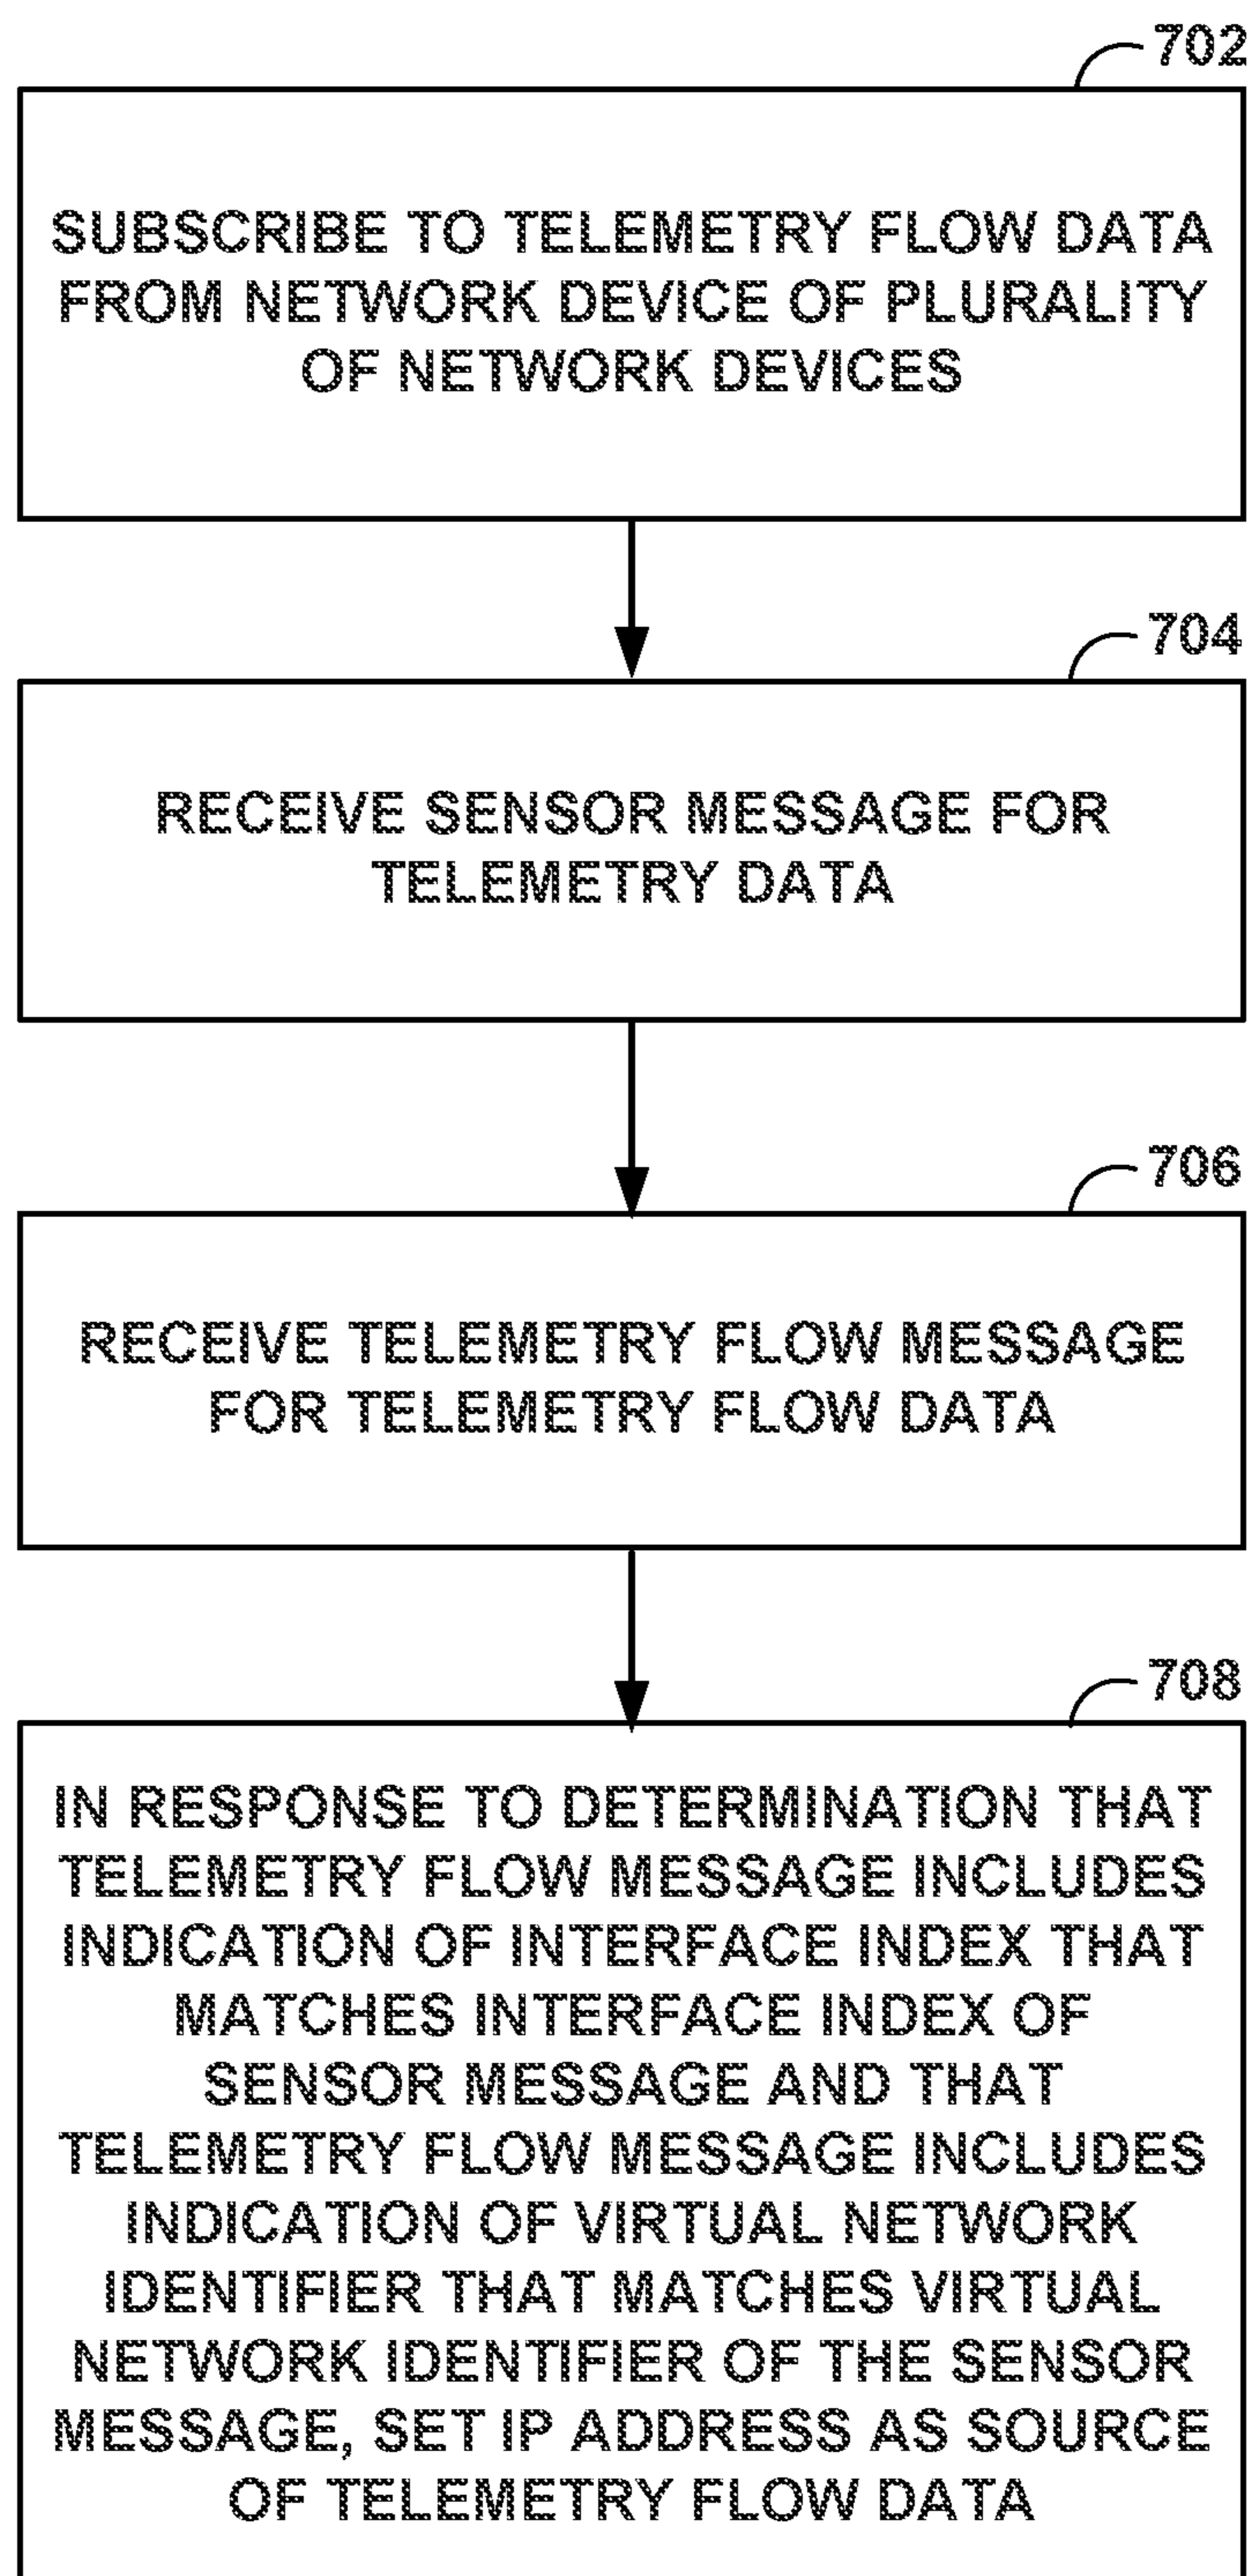 702
SUBSCRIBE TO TELEMETRY FLOW DATA
FROM NETWORK DEVICE OF PLURALITY
OF NETWORK DEVICES
704
RECEIVE SENSOR MESSAGE FOR
TELEMETRY DATA
706
RECEIVE TELEMETRY FLOW MESSAGE
FOR TELEMETRY FLOW DATA
708
IN RESPONSE TO DETERMINATION THAT
TELEMETRY FLOW MESSAGE INCLUDES
INDICATION OF INTERFACE INDEX THAT
MATCHES INTERFACE INDEX OF
SENSOR MESSAGE AND THAT
TELEMETRY FLOW MESSAGE INCLUDES
INDICATION OF VIRTUAL NETWORK
IDENTIFIER THAT MATCHES VIRTUAL
NETWORK IDENTIFIER OF THE SENSOR
MESSAGE, SET IP ADDRESS AS SOURCE
OF TELEMETRY FLOW DATA